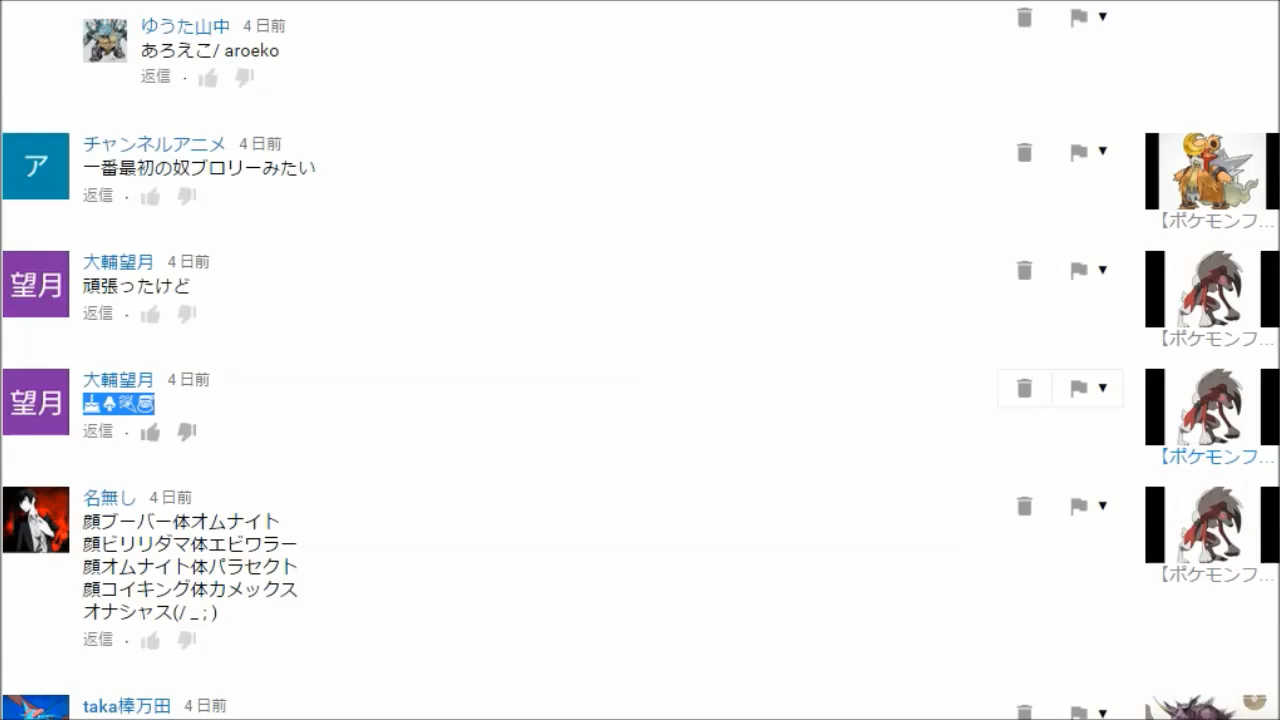 ゆうた山中 4 日前
あろえこ/ aroeko
返信 ・
ア
チャンネルアニメ 4 日前
一番最初の奴ブロリーみたい
返信 ・
【ポケモンフ...
望月
大輔望月 4 日前
頑張ったけど
返信 ・
【ポケモンフ...
望月
大輔望月 4 日前
返信 ・
【ポケモンフ...
名無し 4 日前
顔ブーバー体オムナイト
顔ビリリダマ体エビワラー
顔オムナイト体パラセクト
顔コイキング体カメックス
オナシャス(/ _ ; )
返信 ・
【ポケモンフ...
taka棒万田 4 日前